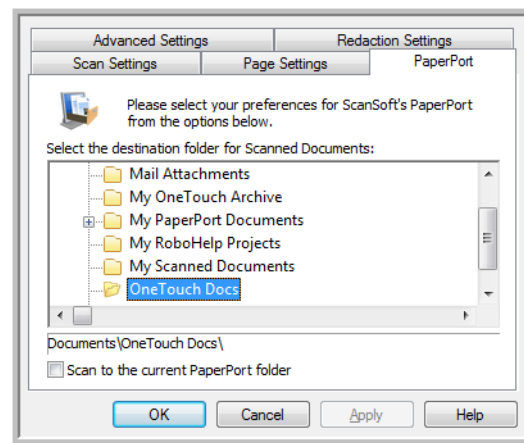 Advanced Settings
Redaction Settings
Scan Settings
Page Settings
PaperPort
Please select your preferences for ScanSoft's PaperPort
from the options below.
Select the destination folder for Scanned Documents:
Mail Attachments
My OneTouch Archive
My PaperPort Documents
My RoboHelp Projects
My Scanned Documents
OneTouch Docs
Documents\OneTouch Docs\
Scan to the current PaperPort folder
OK
Cancel
Apply
Help